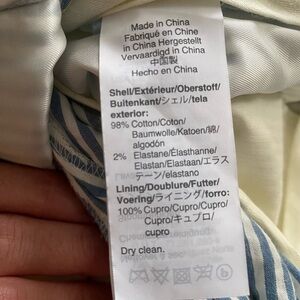 Made in China
Fabriqué en Chine
in China Hergestellt
Vervaardigd in China
中国製
Hecho en China
Shell/Extérieur/Oberstoff/
Buitenkant/シェル/tela
exterior:
98% Cotton/Coton/
Baumwolle/Katoen/綿/
algodón
2% Elastane/Élasthanne/
Elastan/Elastaan/エラス
テーン/elastano
Lining/Doublure/Futter/
Voering/ライニング/forro:
100% Cupro/Cupro/Cupro/
Cupro/キュプロ/
cupro
Dry clean.